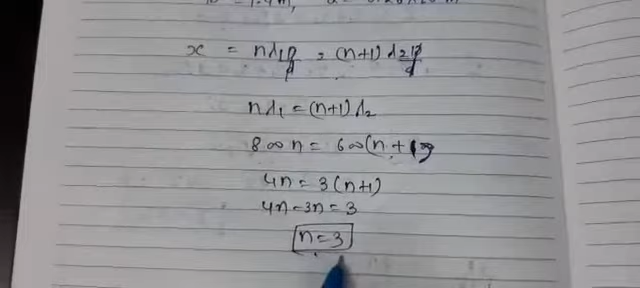 x = nλ₁D/d = (n+1) λ₂D/d
nλ₁ = (n+1)λ₂
800 n = 600(n + 1)
4n = 3(n+1)
4n - 3n = 3
n = 3